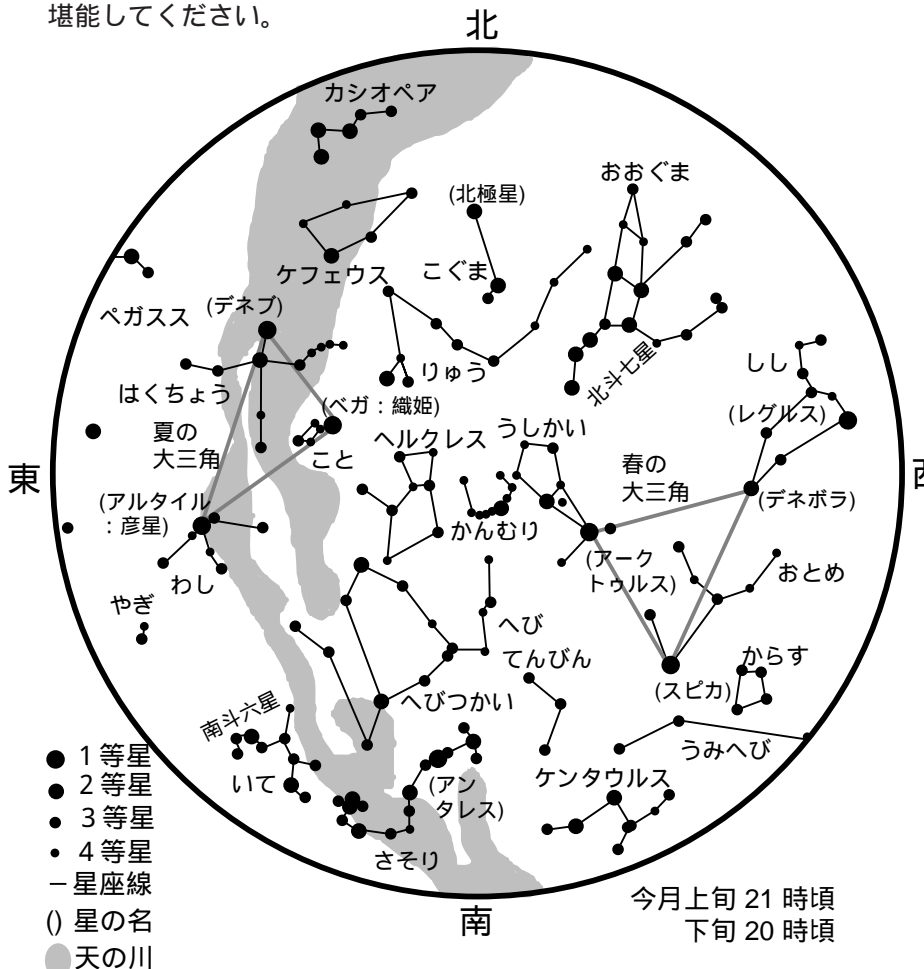 堪能してください。
北
カシオペア
おおぐま
(北極星)
ケフェウス
こぐま
ペガスス
(デネブ)
りゅう
北斗七星
しし
はくちょう
(ベガ：織姫)
(レグルス)
夏の
大三角
こと
ヘルクレス
うしかい
春の
大三角
東
西
(アルタイル
：彦星)
かんむり
(デネボラ)
(アーク
トゥルス)
わし
おとめ
やぎ
へび
てんびん
からす
(スピカ)
へびつかい
南斗六星
うみへび
いて
(アン
タレス)
ケンタウルス
さそり
南
1 等星
2 等星
3 等星
4 等星
星座線
() 星の名
天の川
今月上旬 21 時頃
下旬 20 時頃